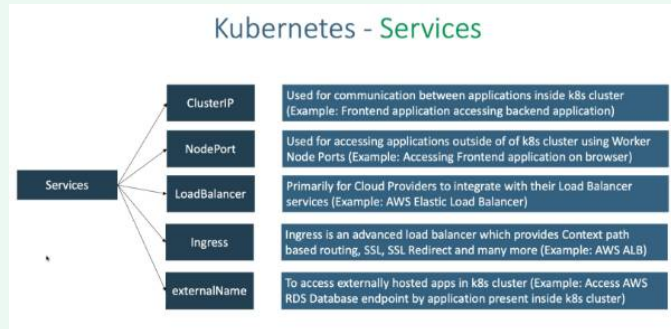 Kubernetes - Services
Services
ClusterIP
Used for communication between applications inside k8s cluster
(Example: Frontend application accessing backend application)
NodePort
Used for accessing applications outside of of k8s cluster using Worker
Node Ports (Example: Accessing Frontend application on browser)
LoadBalancer
Primarily for Cloud Providers to integrate with their Load Balancer
services (Example: AWS Elastic Load Balancer)
Ingress
Ingress is an advanced load balancer which provides Context path
based routing, SSL, SSL Redirect and many more (Example: AWS ALB)
externalName
To access externally hosted apps in k8s cluster (Example: Access AWS
RDS Database endpoint by application present inside k8s cluster)